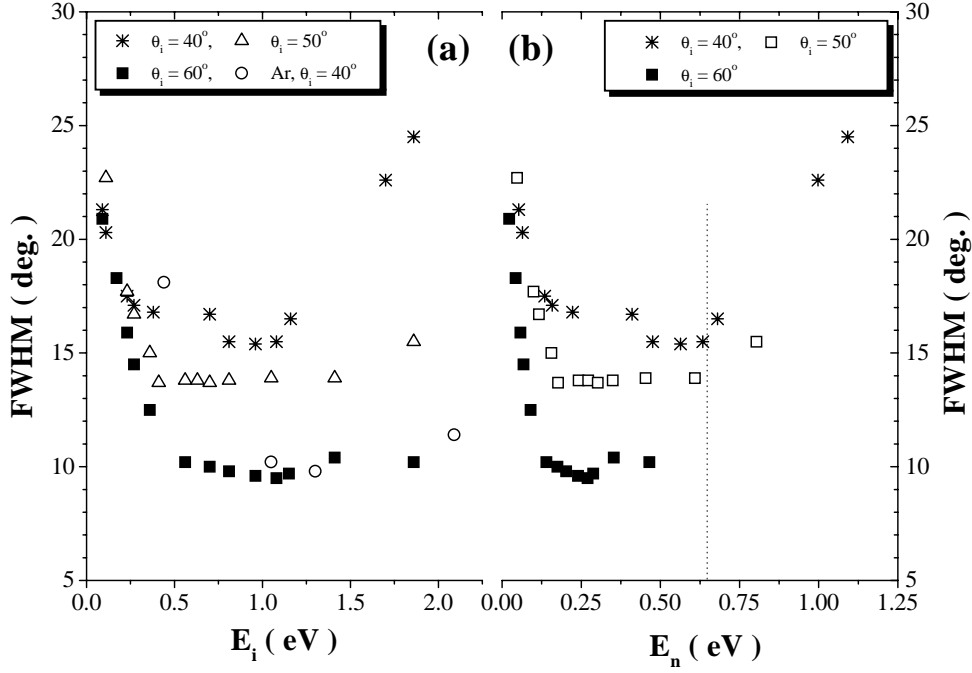 30
25
20
15
10
5
FWHM ( deg. )
θi = 40°, θi = 50°
θi = 60°, Ar, θi = 40°
(a)
0.0 0.5 1.0 1.5 2.0
Ei ( eV )
(b)
θi = 40°, θi = 50°
θi = 60°
0.00 0.25 0.50 0.75 1.00 1.25
En ( eV )
30
25
20
15
10
5
FWHM ( deg. )